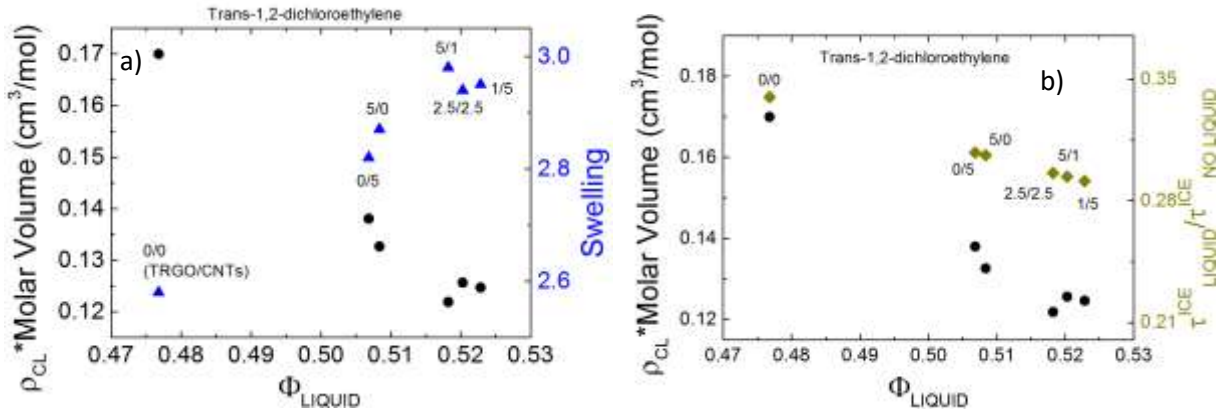 Trans-1,2-dichloroethylene
a)
ρCL*Molar Volume (cm³/mol)
0.17
0.16
0.15
0.14
0.13
0.12
0/0
(TRGO/CNTs)
0/5
5/0
5/1
2.5/2.5
1/5
3.0
2.8
2.6
Swelling
0.47 0.48 0.49 0.50 0.51 0.52 0.53
ΦLIQUID
b)
Trans-1,2-dichloroethylene
ρCL*Molar Volume (cm³/mol)
0.18
0.16
0.14
0.12
0/0
0/5
5/0
5/1
2.5/2.5
1/5
0.35
0.28
0.21
τICE LIQUID/τICE NO LIQUID
0.47 0.48 0.49 0.50 0.51 0.52 0.53
ΦLIQUID